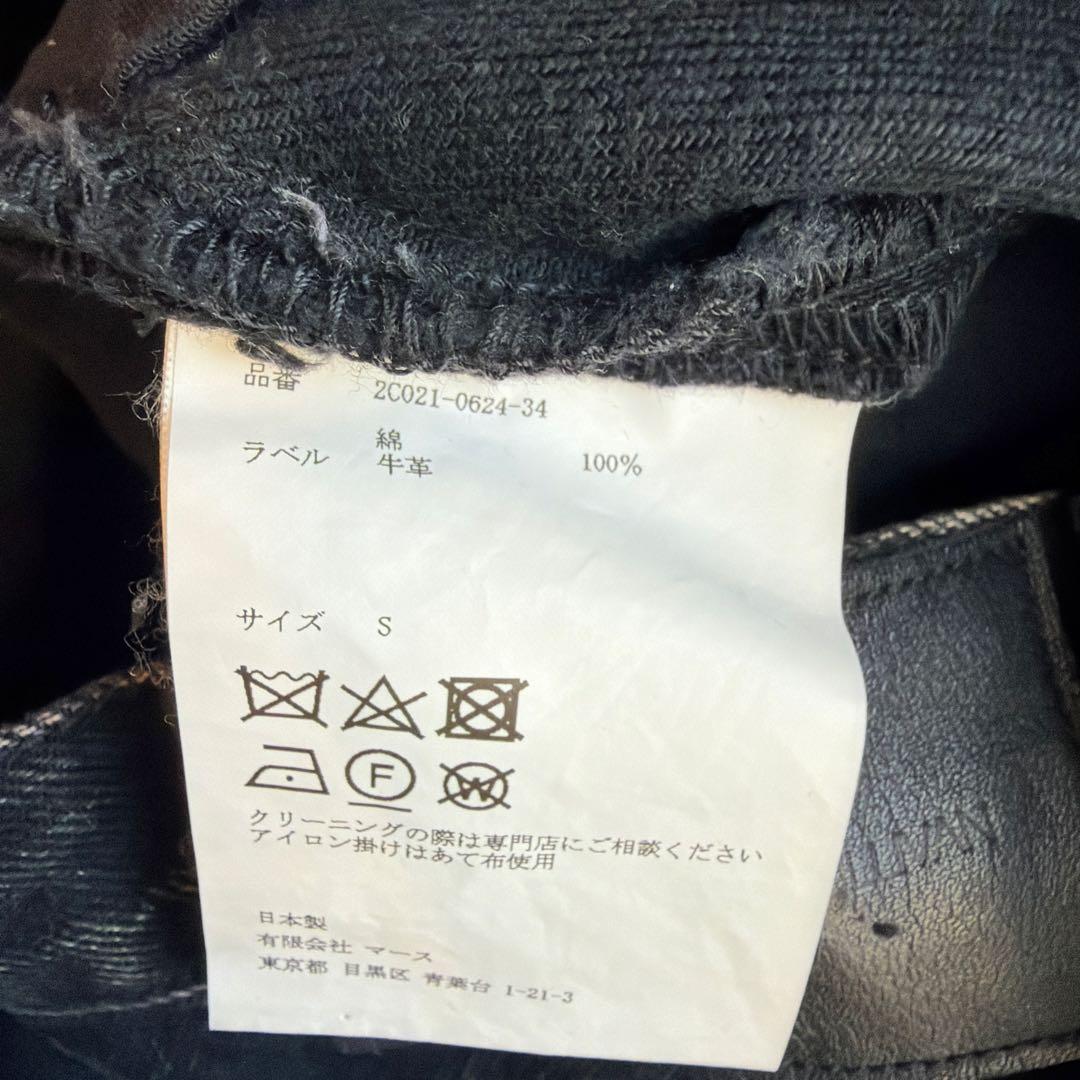 品番 2C021-0624-34
綿
ラベル 牛革 100%
サイズ S
F
W
クリーニングの際は専門店にご相談ください
アイロン掛けはあて布使用
日本製
有限会社 マース
東京都 目黒区 青葉台 1-21-3